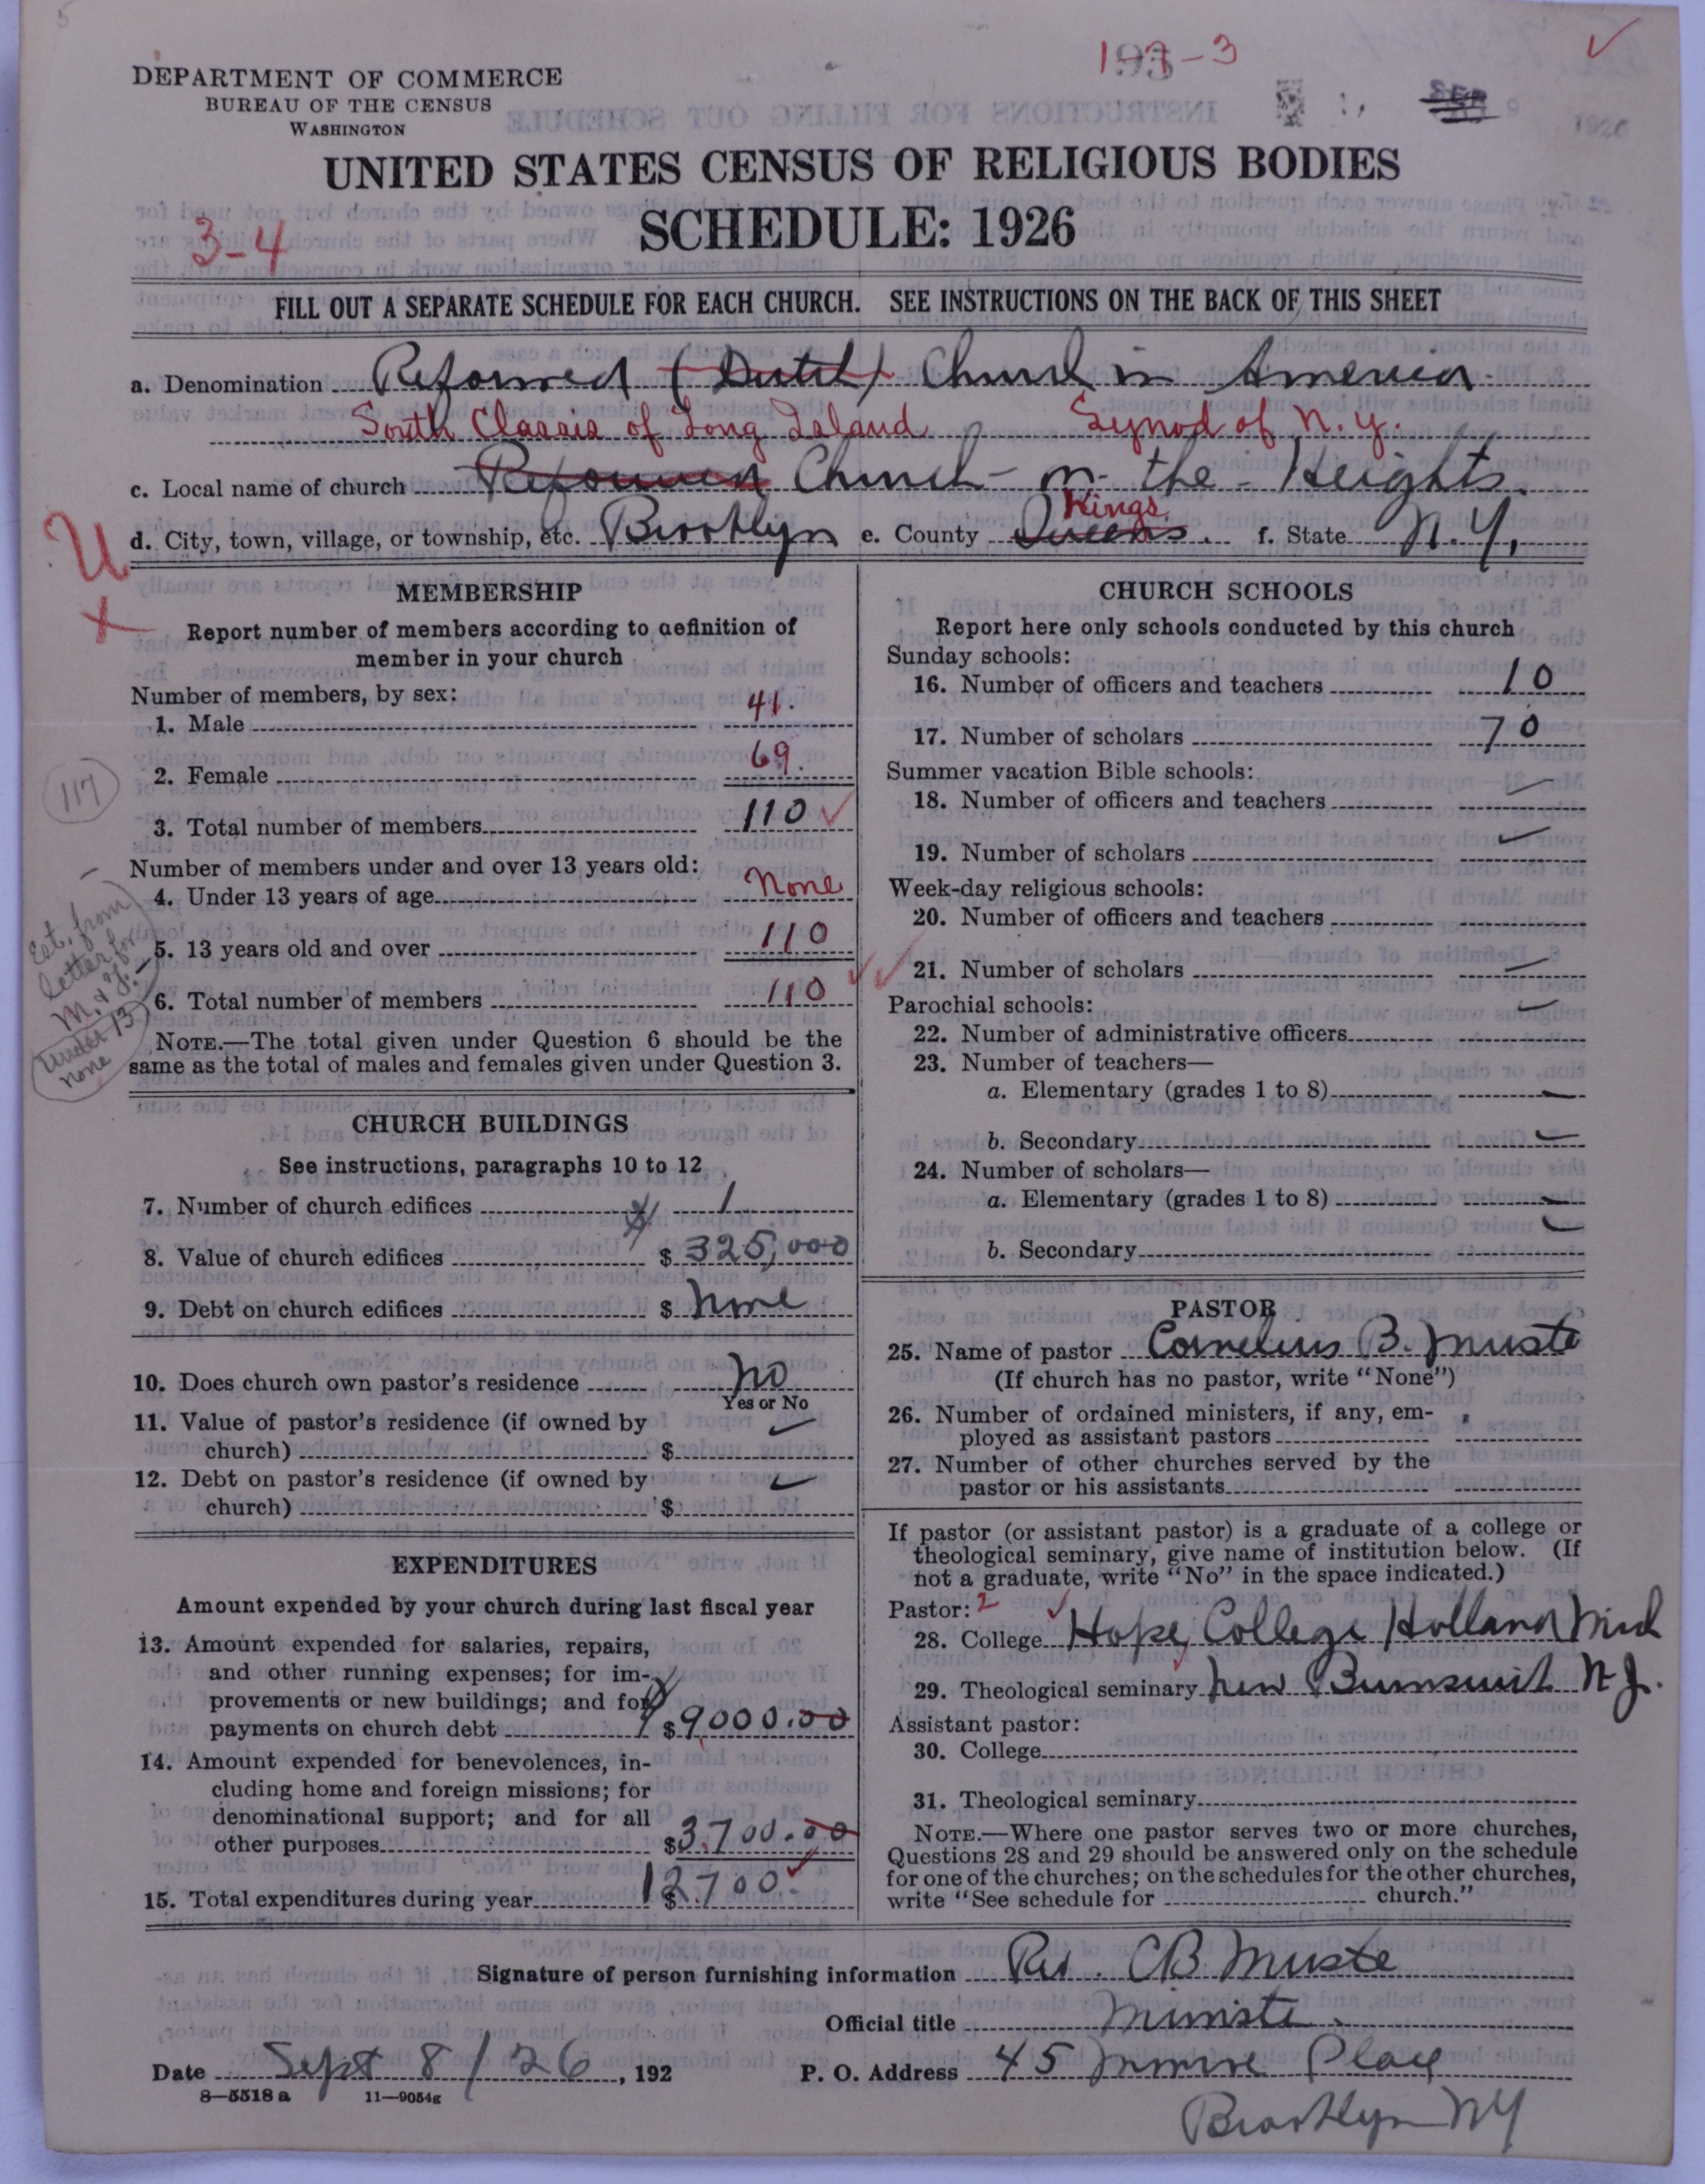 193-3
DEPARTMENT OF COMMERCE
BUREAU OF THE CENSUS
WASHINGTON
SEP 9 1926
UNITED STATES CENSUS OF RELIGIOUS BODIES
SCHEDULE: 1926
3-4
FILL OUT A SEPARATE SCHEDULE FOR EACH CHURCH. SEE INSTRUCTIONS ON THE BACK OF THIS SHEET
a. Denomination Reformed (Dutch) Church in America
South Classis of Long Island Synod of N.Y.
c. Local name of church Reformed Church-on-the-Heights.
Kings
d. City, town, village, or township, etc. Brooklyn e. County Queens. f. State N.Y.
U
X
MEMBERSHIP
Report number of members according to definition of
member in your church
Number of members, by sex:
1. Male 41.
2. Female 69.
117
3. Total number of members 110
Number of members under and over 13 years old:
4. Under 13 years of age None
5. 13 years old and over 110
6. Total number of members 110
Est. from
letter for
M. & F.
Under 13
none
NOTE.—The total given under Question 6 should be the
same as the total of males and females given under Question 3.
CHURCH BUILDINGS
See instructions, paragraphs 10 to 12
7. Number of church edifices 1
8. Value of church edifices $ 325,000
9. Debt on church edifices $ None
10. Does church own pastor's residence No
Yes or No
11. Value of pastor's residence (if owned by
church) $
12. Debt on pastor's residence (if owned by
church) $
EXPENDITURES
Amount expended by your church during last fiscal year
13. Amount expended for salaries, repairs,
and other running expenses; for im-
provements or new buildings; and for
payments on church debt $9000.00
14. Amount expended for benevolences, in-
cluding home and foreign missions; for
denominational support; and for all
other purposes $3,700.00
15. Total expenditures during year $12700-
CHURCH SCHOOLS
Report here only schools conducted by this church
Sunday schools:
16. Number of officers and teachers 10
17. Number of scholars 70
Summer vacation Bible schools:
18. Number of officers and teachers
19. Number of scholars
Week-day religious schools:
20. Number of officers and teachers
21. Number of scholars
Parochial schools:
22. Number of administrative officers
23. Number of teachers—
a. Elementary (grades 1 to 8)
b. Secondary
24. Number of scholars—
a. Elementary (grades 1 to 8)
b. Secondary
PASTOR
25. Name of pastor Cornelius B. Muste
(If church has no pastor, write "None")
26. Number of ordained ministers, if any, em-
ployed as assistant pastors
27. Number of other churches served by the
pastor or his assistants
If pastor (or assistant pastor) is a graduate of a college or
theological seminary, give name of institution below. (If
not a graduate, write "No" in the space indicated.)
Pastor: 2
28. College Hope College Holland Mich
29. Theological seminary New Brunswick N.J.
Assistant pastor:
30. College
31. Theological seminary
NOTE.—Where one pastor serves two or more churches,
Questions 28 and 29 should be answered only on the schedule
for one of the churches; on the schedules for the other churches,
write "See schedule for church."
Signature of person furnishing information Rev. CB Muste
Official title Minister
Date Sept 8/26, 192 P. O. Address 45 Monroe Place
8—5518 a 11—9054g
Brooklyn NY